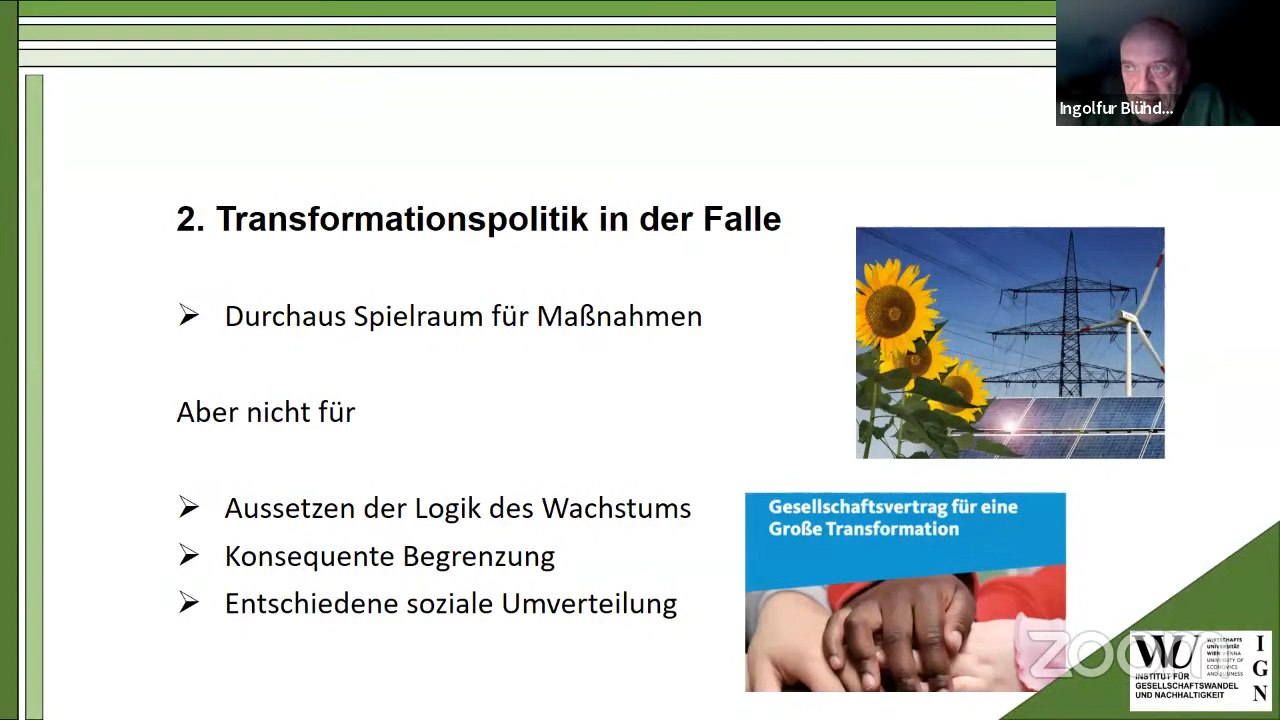 Ingolfur Blühd...
2. Transformationspolitik in der Falle
➢ Durchaus Spielraum für Maßnahmen
Aber nicht für
➢ Aussetzen der Logik des Wachstums
➢ Konsequente Begrenzung
➢ Entschiedene soziale Umverteilung
Gesellschaftsvertrag für eine
Große Transformation
zoom
WU
WIRTSCHAFTS
UNIVERSITÄT
WIEN VIENNA
UNIVERSITY OF
ECONOMICS
AND BUSINESS
INSTITUT FÜR
GESELLSCHAFTSWANDEL
UND NACHHALTIGKEIT
I
G
N